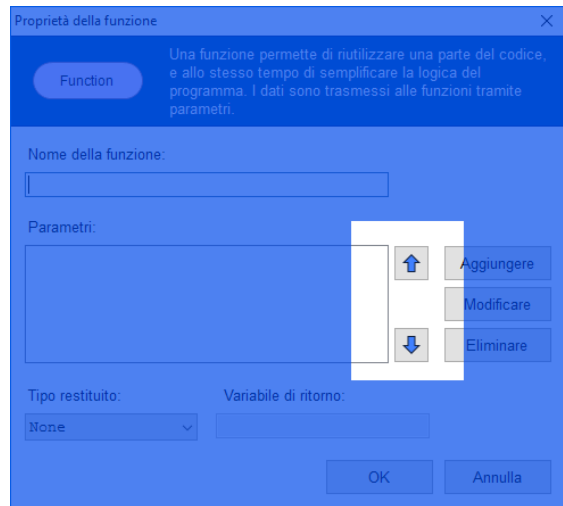 Proprietà della funzione
Function
Una funzione permette di riutilizzare una parte del codice,
e allo stesso tempo di semplificare la logica del
programma. I dati sono trasmessi alle funzioni tramite
parametri.
Nome della funzione:
Parametri:
Aggiungere
Modificare
Eliminare
Tipo restituito:
Variabile di ritorno:
None
OK
Annulla